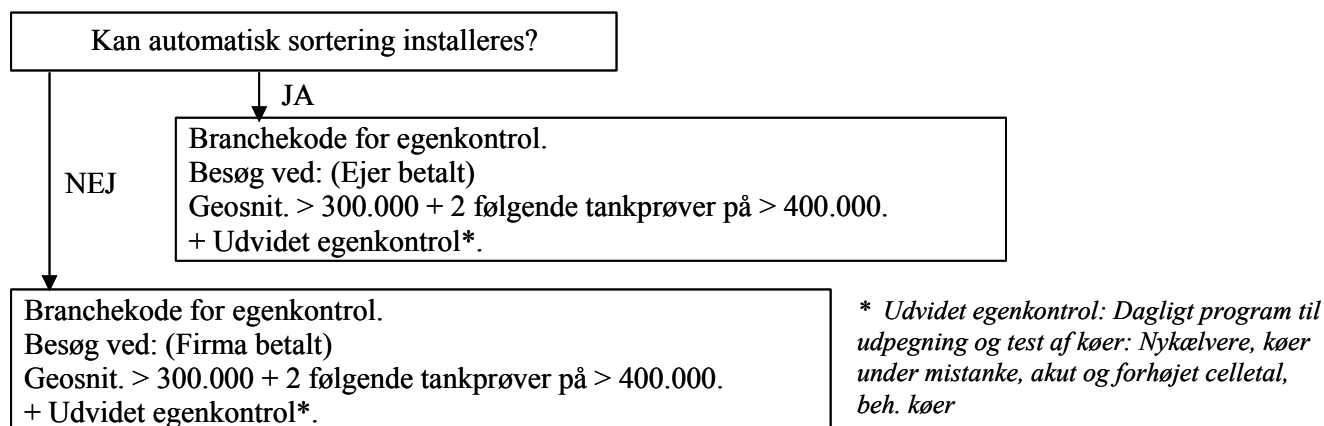 Kan automatisk sortering installeres?
JA
Branchekode for egenkontrol.
Besøg ved: (Ejer betalt)
Geosnit. > 300.000 + 2 følgende tankprøver på > 400.000.
+ Udvidet egenkontrol*.
NEJ
Branchekode for egenkontrol.
Besøg ved: (Firma betalt)
Geosnit. > 300.000 + 2 følgende tankprøver på > 400.000.
+ Udvidet egenkontrol*.
* Udvidet egenkontrol: Dagligt program til
udpegning og test af køer: Nykælvere, køer
under mistanke, akut og forhøjet celletal,
beh. køer